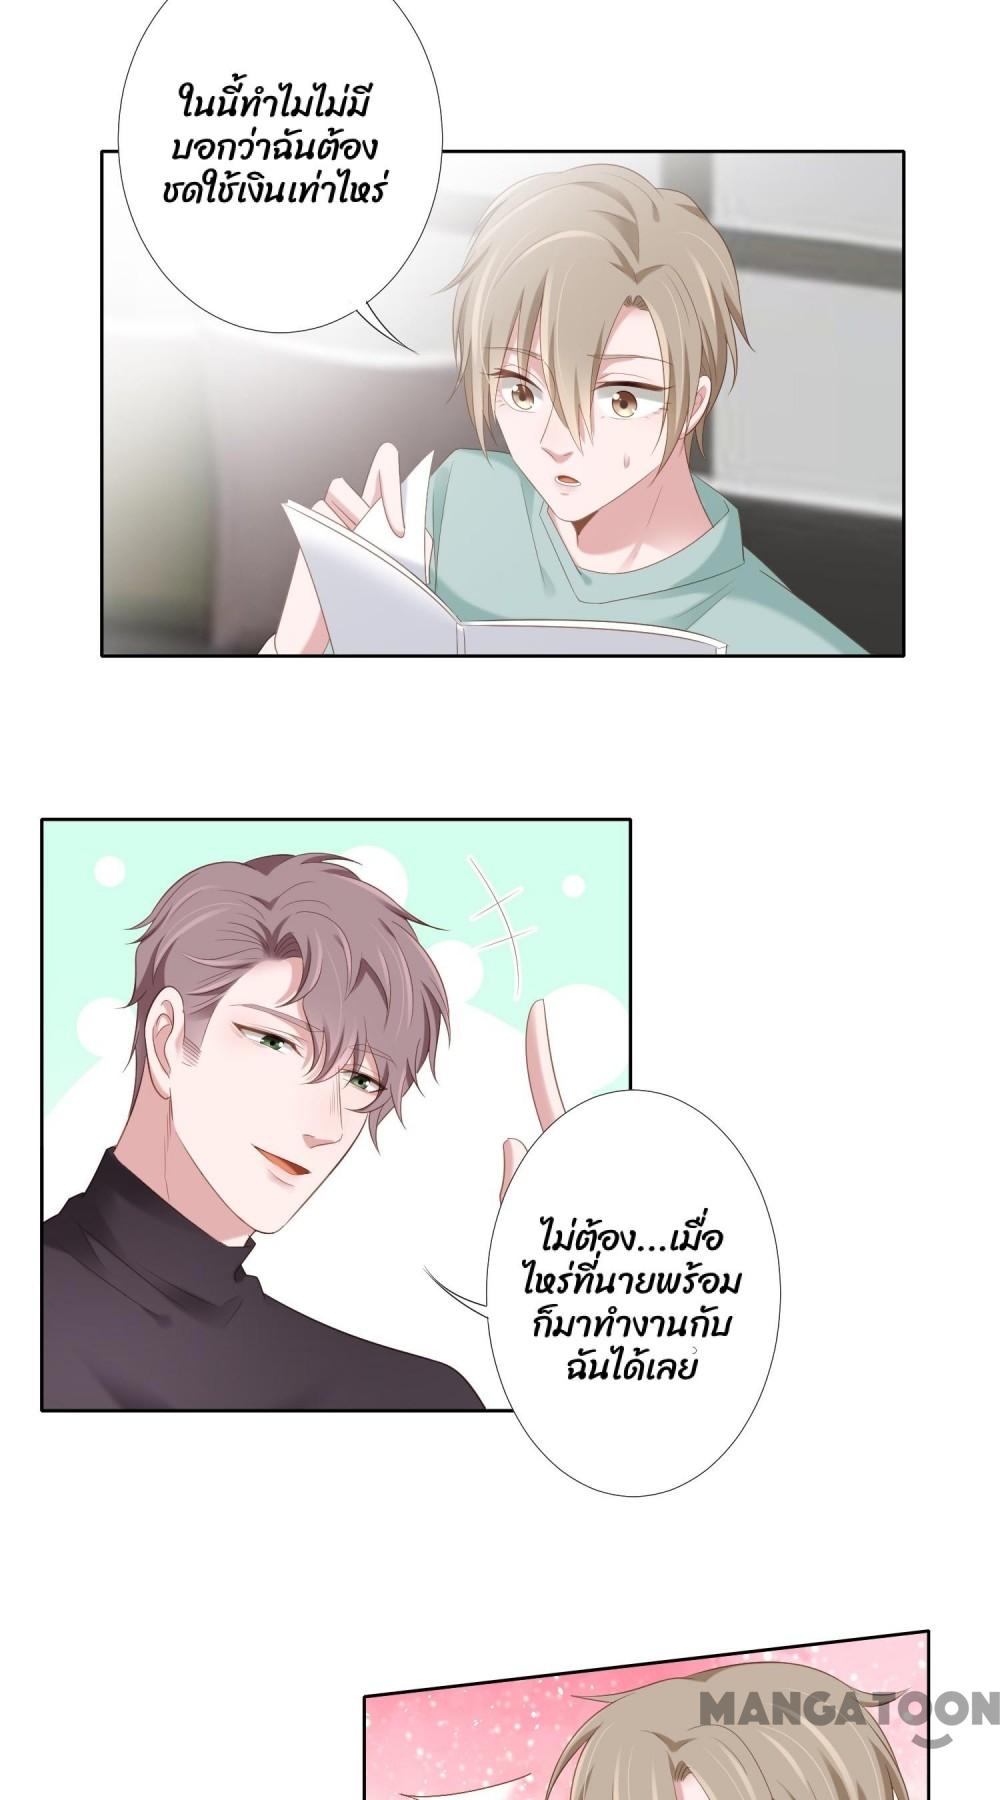 ในนี้ทำไมไม่มี
บอกว่าฉันต้อง
ชดใช้เงินเท่าไหร่
ไม่ต้อง...เมื่อ
ไหร่ที่นายพร้อม
ก็มาทำงานกับ
ฉันได้เลย
MANGATOON